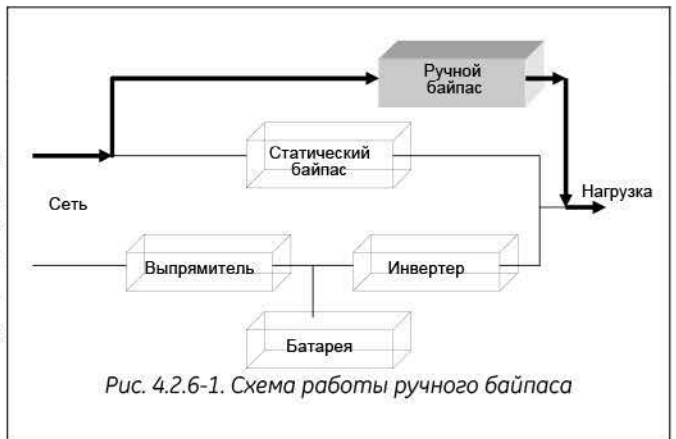 Ручной
байпас
Статический
байпас
Сеть
Нагрузка
Выпрямитель
Инвертер
Батарея
Рис. 4.2.6-1. Схема работы ручного байпаса